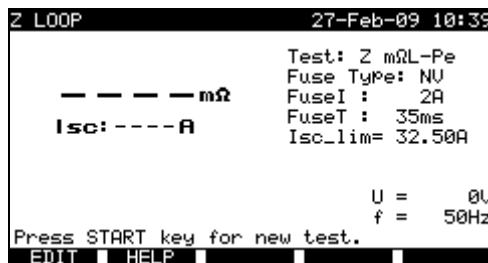 Z LOOP 27-Feb-09 10:39
Test: Z mΩL-Pe
Fuse Type: NV
– – – – mΩ
FuseI : 2A
Isc:----A
FuseT : 35ms
Isc_lim= 32.50A
U = 0V
f = 50Hz
Press START key for new test.
EDIT HELP